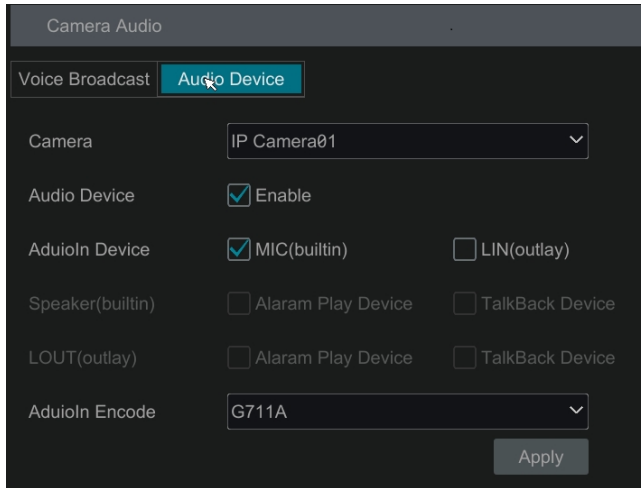 Camera Audio
Voice Broadcast Audio Device
Camera IP Camera01
Audio Device Enable
AduioIn Device MIC(builtin) LIN(outlay)
Speaker(builtin) Alaram Play Device TalkBack Device
LOUT(outlay) Alaram Play Device TalkBack Device
AduioIn Encode G711A
Apply